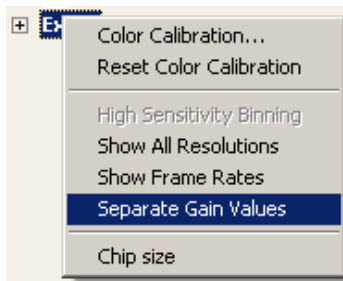 Color Calibration...
Reset Color Calibration
High Sensitivity Binning
Show All Resolutions
Show Frame Rates
Separate Gain Values
Chip size